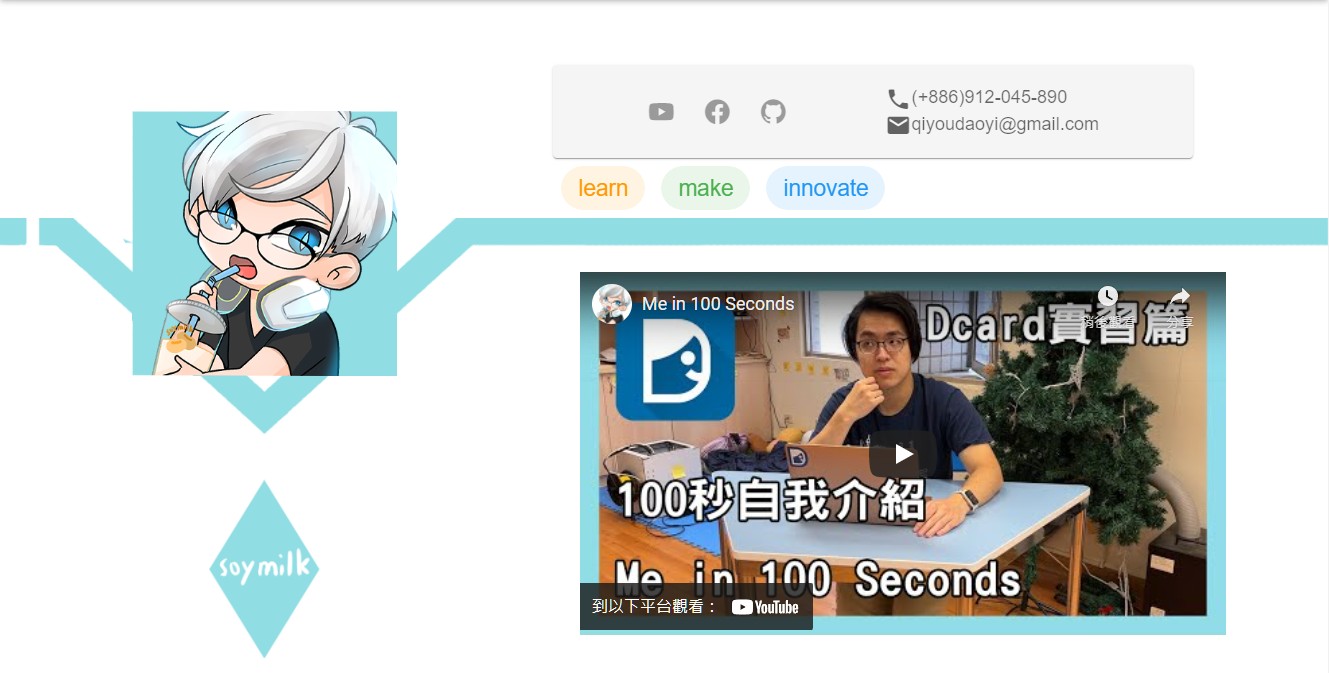 (+886)912-045-890
qiyoudaoyi@gmail.com
learn
make
innovate
Me in 100 Seconds
稍後觀看
分享
Dcard實習篇
100秒自我介紹
Me in 100 Seconds
到以下平台觀看：
YouTube
soymilk